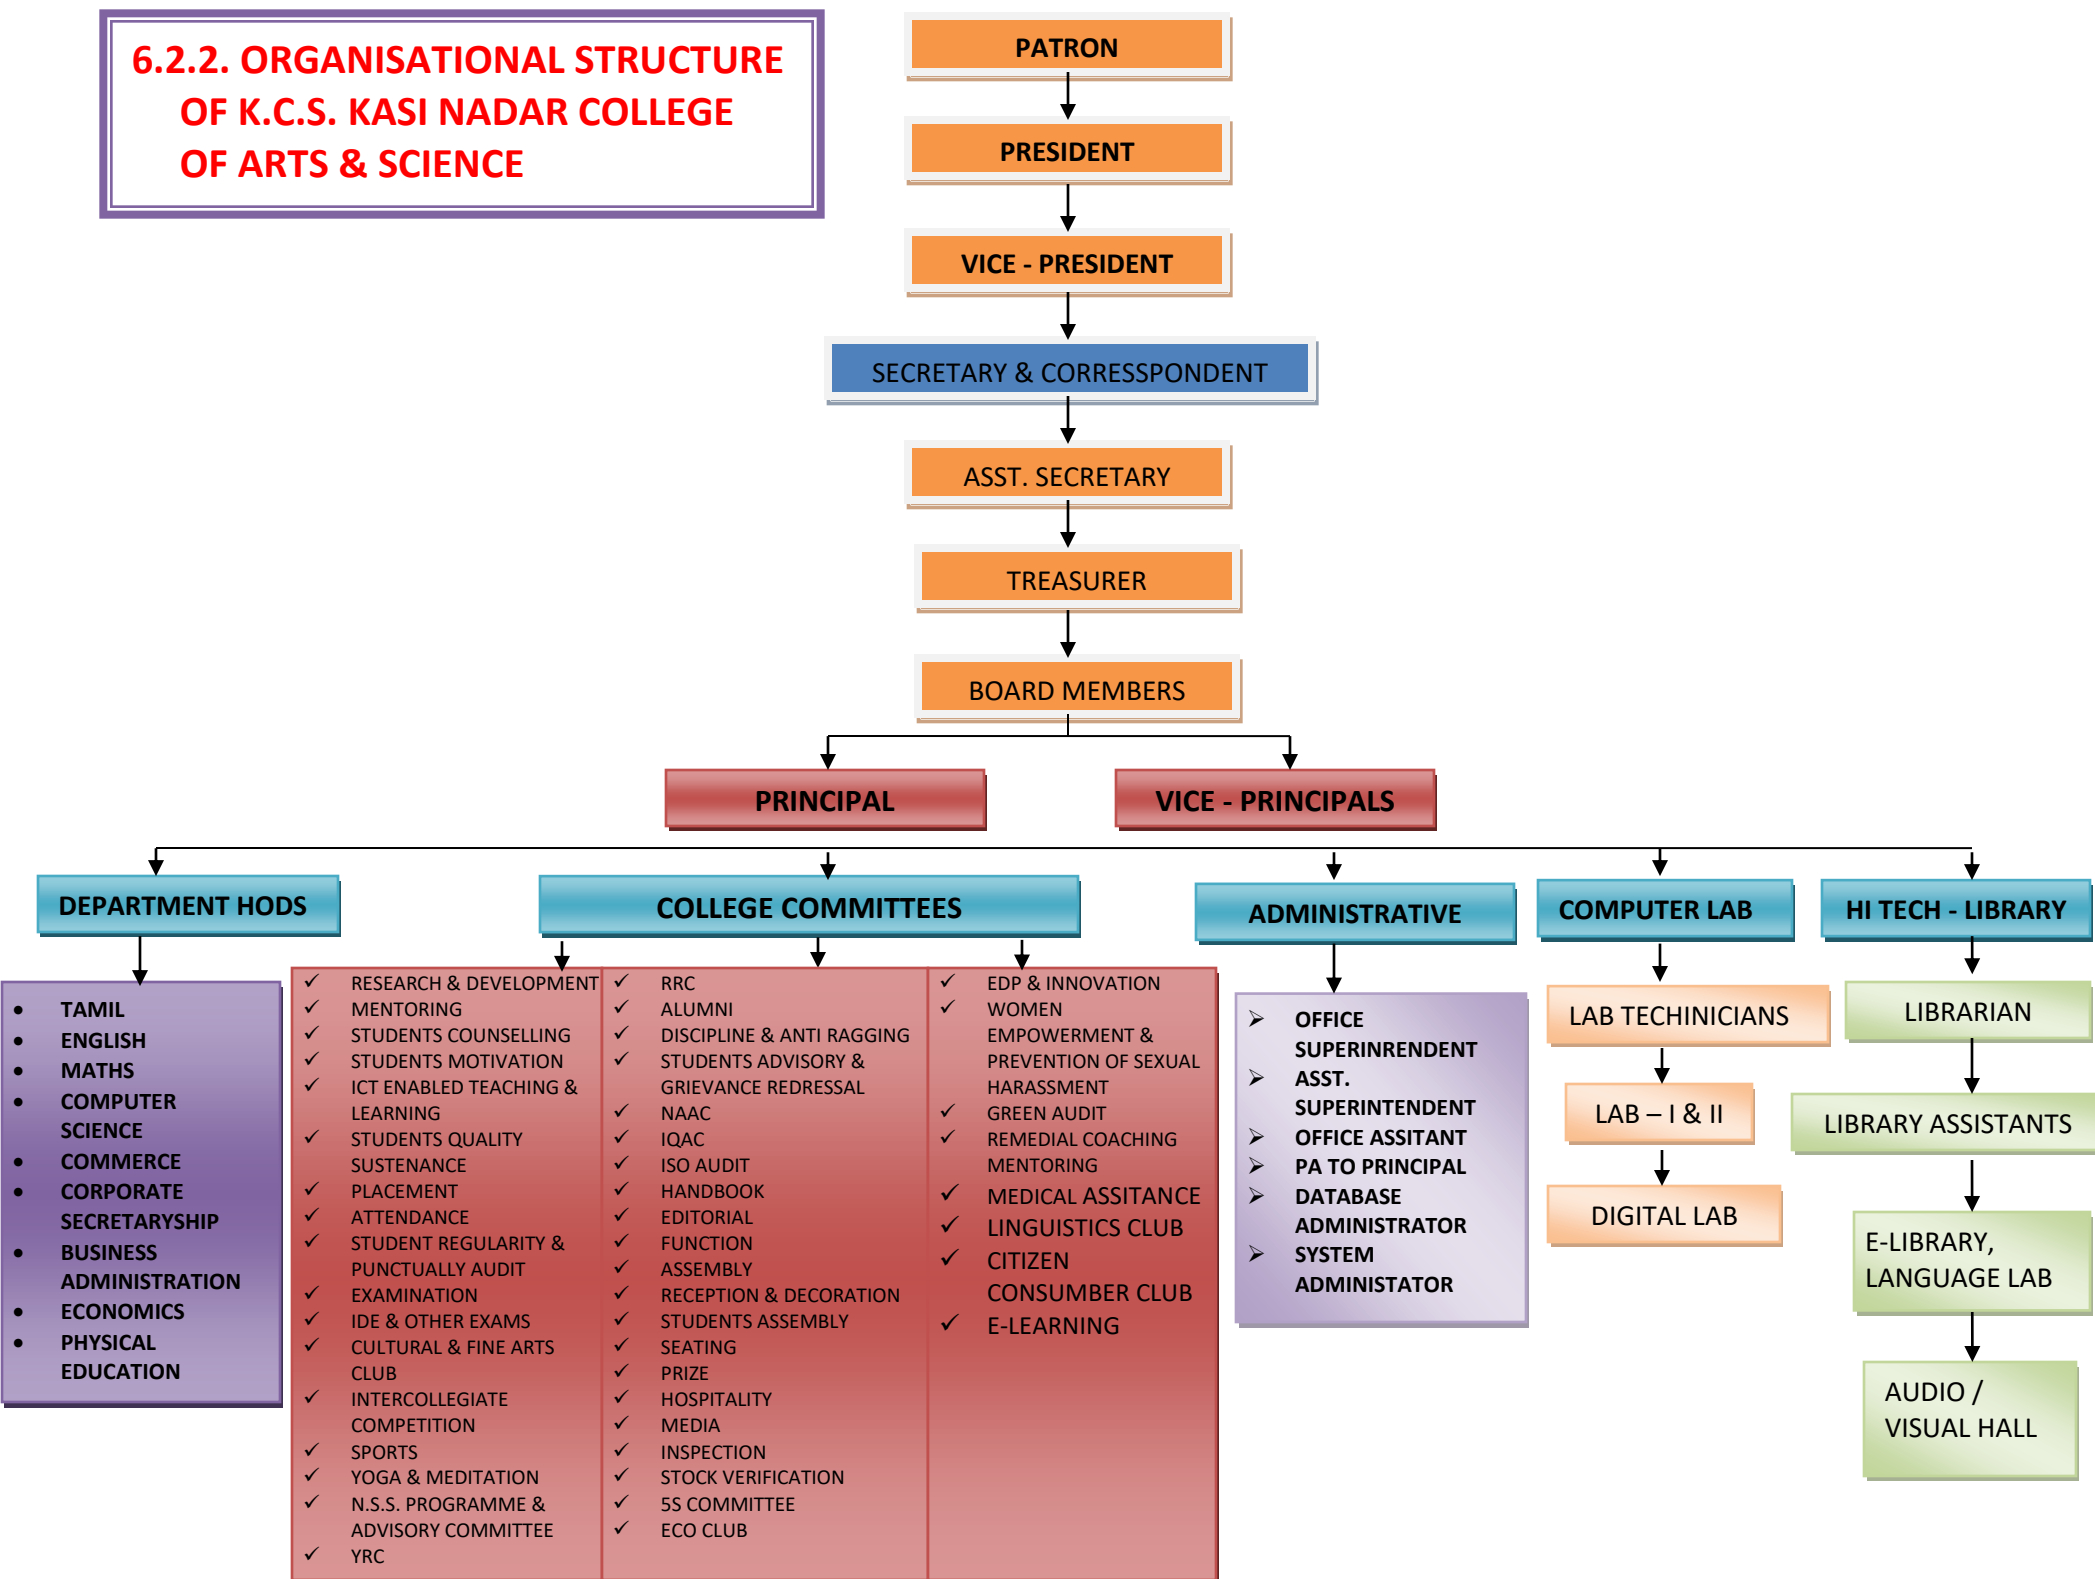 6.2.2. ORGANISATIONAL STRUCTURE
OF K.C.S. KASI NADAR COLLEGE
OF ARTS & SCIENCE
PATRON
PRESIDENT
VICE - PRESIDENT
SECRETARY & CORRESSPONDENT
ASST. SECRETARY
TREASURER
BOARD MEMBERS
PRINCIPAL
VICE - PRINCIPALS
DEPARTMENT HODS
COLLEGE COMMITTEES
ADMINISTRATIVE
COMPUTER LAB
HI TECH - LIBRARY
TAMIL
ENGLISH
MATHS
COMPUTER
SCIENCE
COMMERCE
CORPORATE
SECRETARYSHIP
BUSINESS
ADMINISTRATION
ECONOMICS
PHYSICAL
EDUCATION
RESEARCH & DEVELOPMENT
MENTORING
STUDENTS COUNSELLING
STUDENTS MOTIVATION
ICT ENABLED TEACHING &
LEARNING
STUDENTS QUALITY
SUSTENANCE
PLACEMENT
ATTENDANCE
STUDENT REGULARITY &
PUNCTUALLY AUDIT
EXAMINATION
IDE & OTHER EXAMS
CULTURAL & FINE ARTS
CLUB
INTERCOLLEGIATE
COMPETITION
SPORTS
YOGA & MEDITATION
N.S.S. PROGRAMME &
ADVISORY COMMITTEE
YRC
RRC
ALUMNI
DISCIPLINE & ANTI RAGGING
STUDENTS ADVISORY &
GRIEVANCE REDRESSAL
NAAC
IQAC
ISO AUDIT
HANDBOOK
EDITORIAL
FUNCTION
ASSEMBLY
RECEPTION & DECORATION
STUDENTS ASSEMBLY
SEATING
PRIZE
HOSPITALITY
MEDIA
INSPECTION
STOCK VERIFICATION
5S COMMITTEE
ECO CLUB
EDP & INNOVATION
WOMEN
EMPOWERMENT &
PREVENTION OF SEXUAL
HARASSMENT
GREEN AUDIT
REMEDIAL COACHING
MENTORING
MEDICAL ASSITANCE
LINGUISTICS CLUB
CITIZEN
CONSUMBER CLUB
E-LEARNING
OFFICE
SUPERINRENDENT
ASST.
SUPERINTENDENT
OFFICE ASSITANT
PA TO PRINCIPAL
DATABASE
ADMINISTRATOR
SYSTEM
ADMINISTATOR
LAB TECHINICIANS
LAB – I & II
DIGITAL LAB
LIBRARIAN
LIBRARY ASSISTANTS
E-LIBRARY,
LANGUAGE LAB
AUDIO /
VISUAL HALL